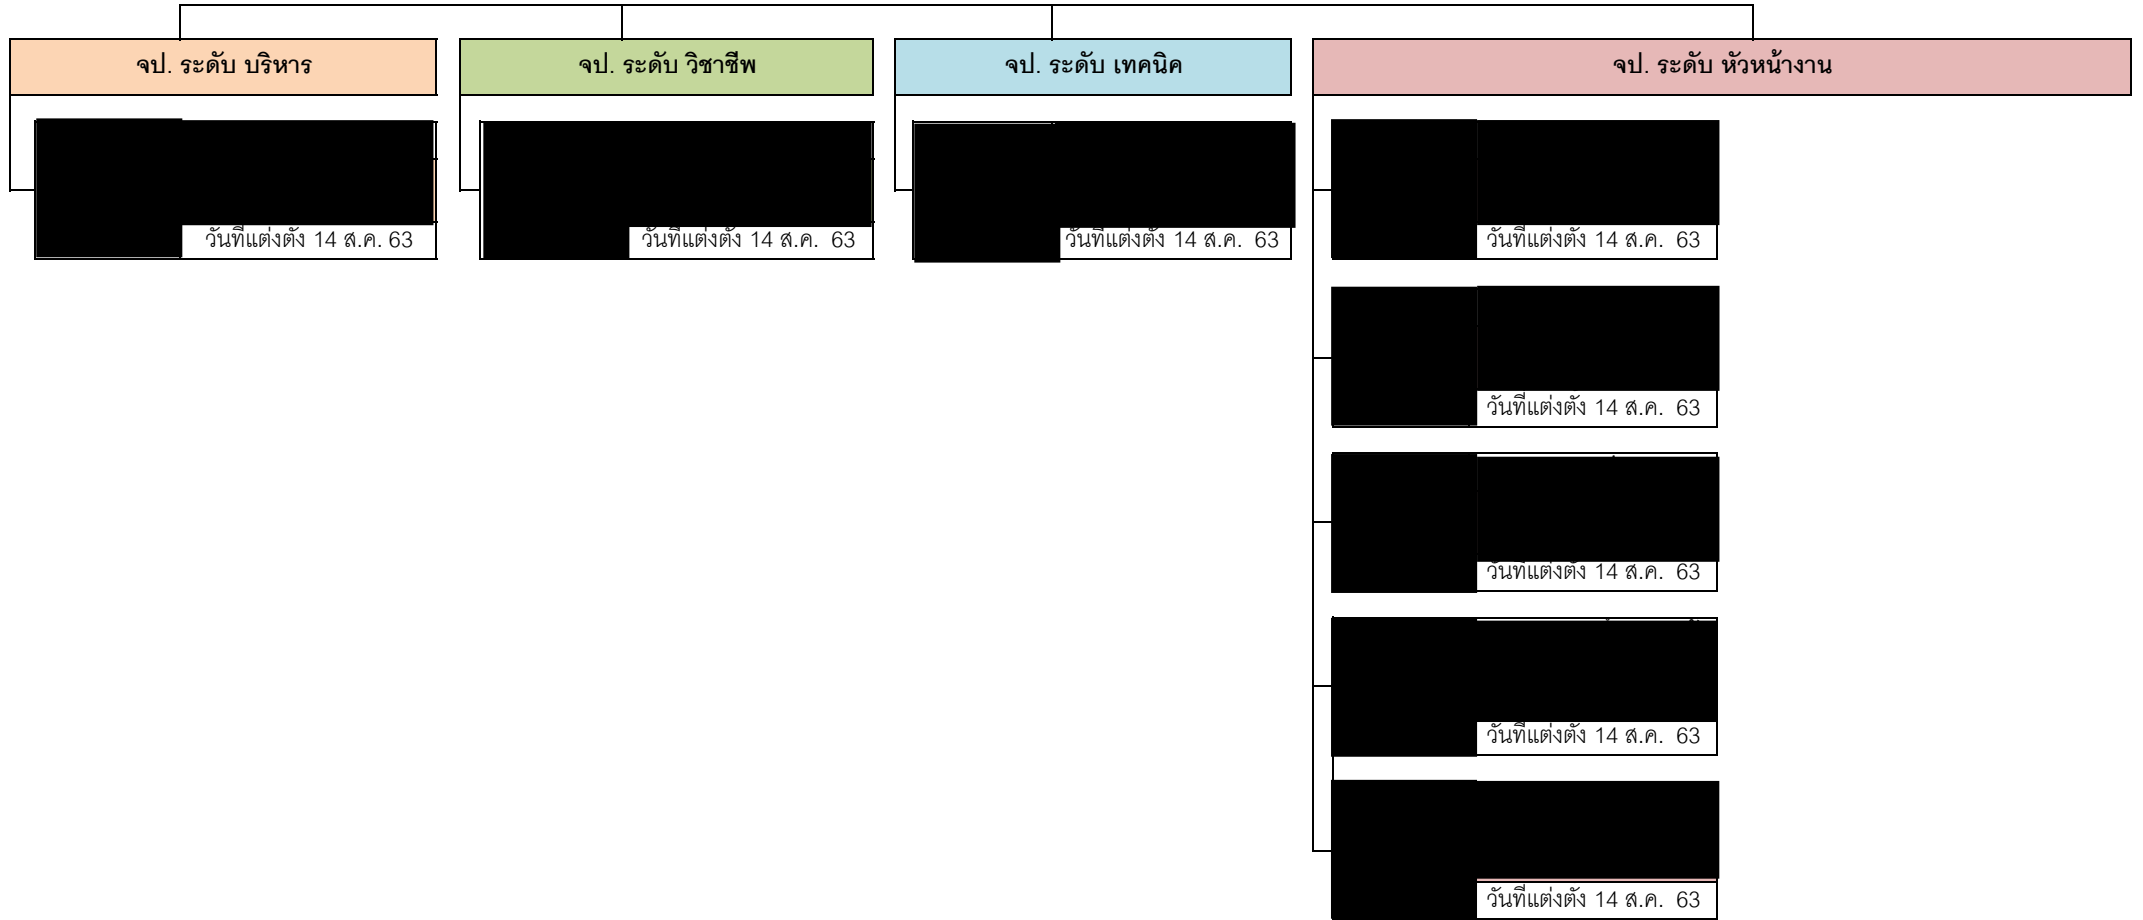 จป. ระดับ บริหาร
จป. ระดับ วิชาชีพ
จป. ระดับ เทคนิค
จป. ระดับ หัวหน้างาน
วันที่แต่งตั้ง 14 ส.ค. 63
วันที่แต่งตั้ง 14 ส.ค. 63
วันที่แต่งตั้ง 14 ส.ค. 63
วันที่แต่งตั้ง 14 ส.ค. 63
วันที่แต่งตั้ง 14 ส.ค. 63
วันที่แต่งตั้ง 14 ส.ค. 63
วันที่แต่งตั้ง 14 ส.ค. 63
วันที่แต่งตั้ง 14 ส.ค. 63